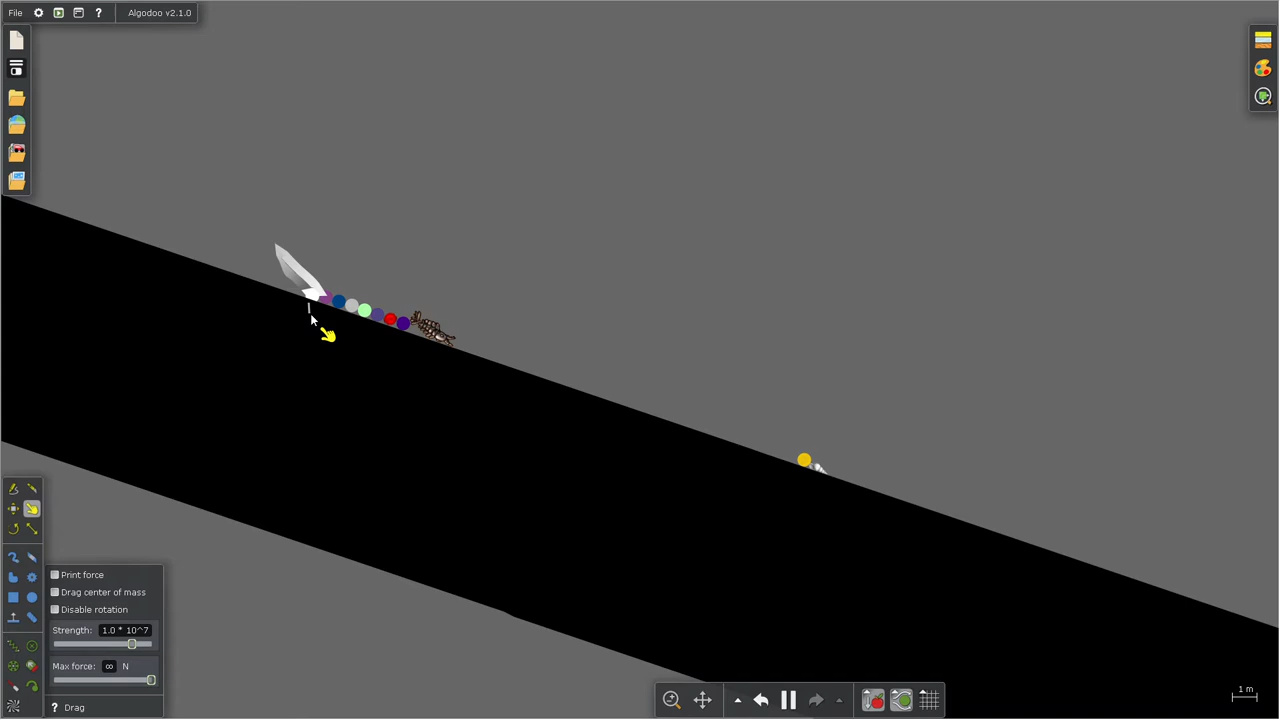 File ? Algodoo v2.1.0
Print force
Drag center of mass
Disable rotation
Strength: 1.0 * 10^7
Max force: ∞ N
? Drag
1 m